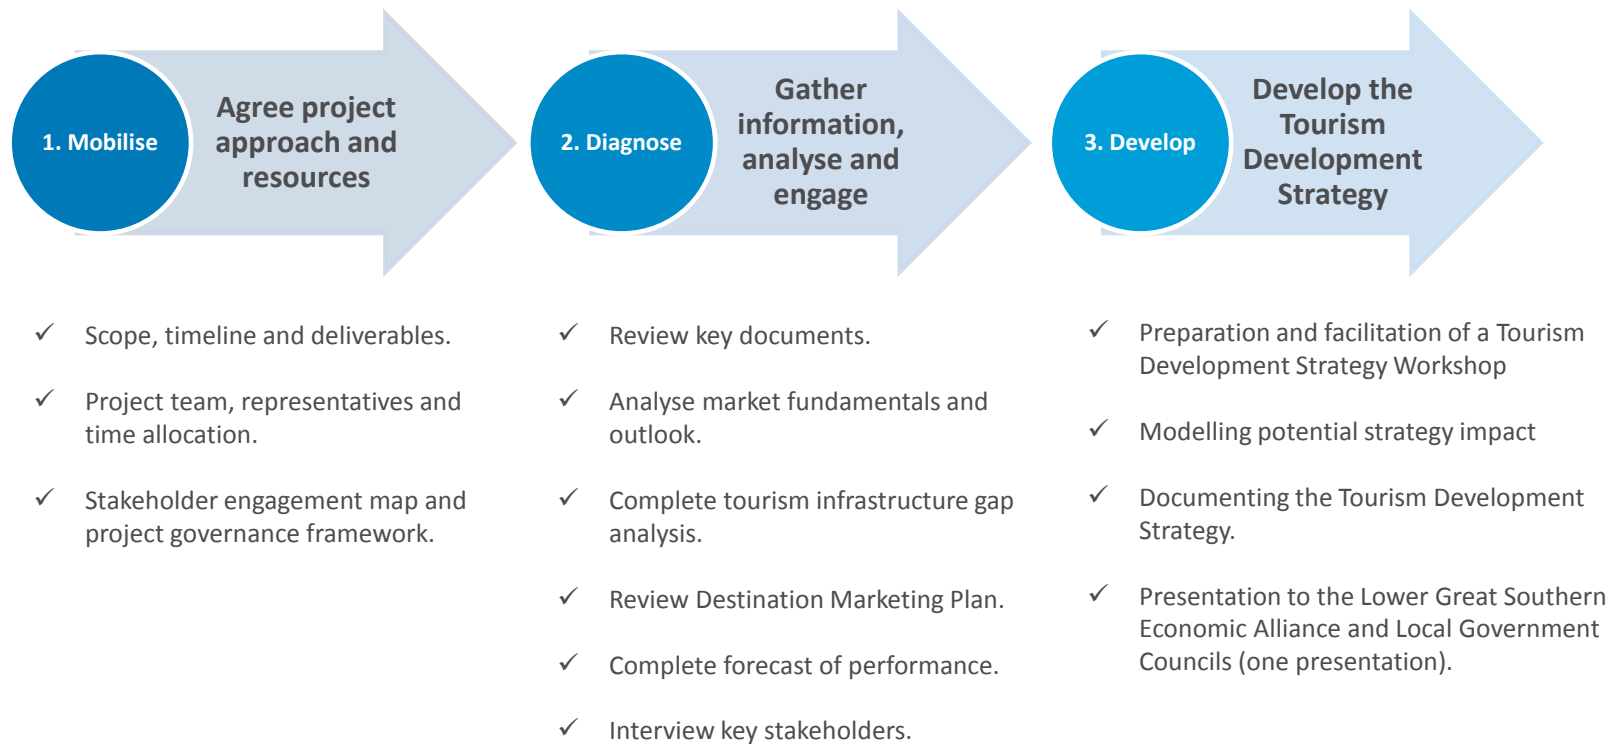 1. Mobilise
Agree project
approach and
resources
✓ Scope, timeline and deliverables.
✓ Project team, representatives and
time allocation.
✓ Stakeholder engagement map and
project governance framework.
2. Diagnose
Gather
information,
analyse and
engage
✓ Review key documents.
✓ Analyse market fundamentals and
outlook.
✓ Complete tourism infrastructure gap
analysis.
✓ Review Destination Marketing Plan.
✓ Complete forecast of performance.
✓ Interview key stakeholders.
3. Develop
Develop the
Tourism
Development
Strategy
✓ Preparation and facilitation of a Tourism
Development Strategy Workshop
✓ Modelling potential strategy impact
✓ Documenting the Tourism Development
Strategy.
✓ Presentation to the Lower Great Southern
Economic Alliance and Local Government
Councils (one presentation).